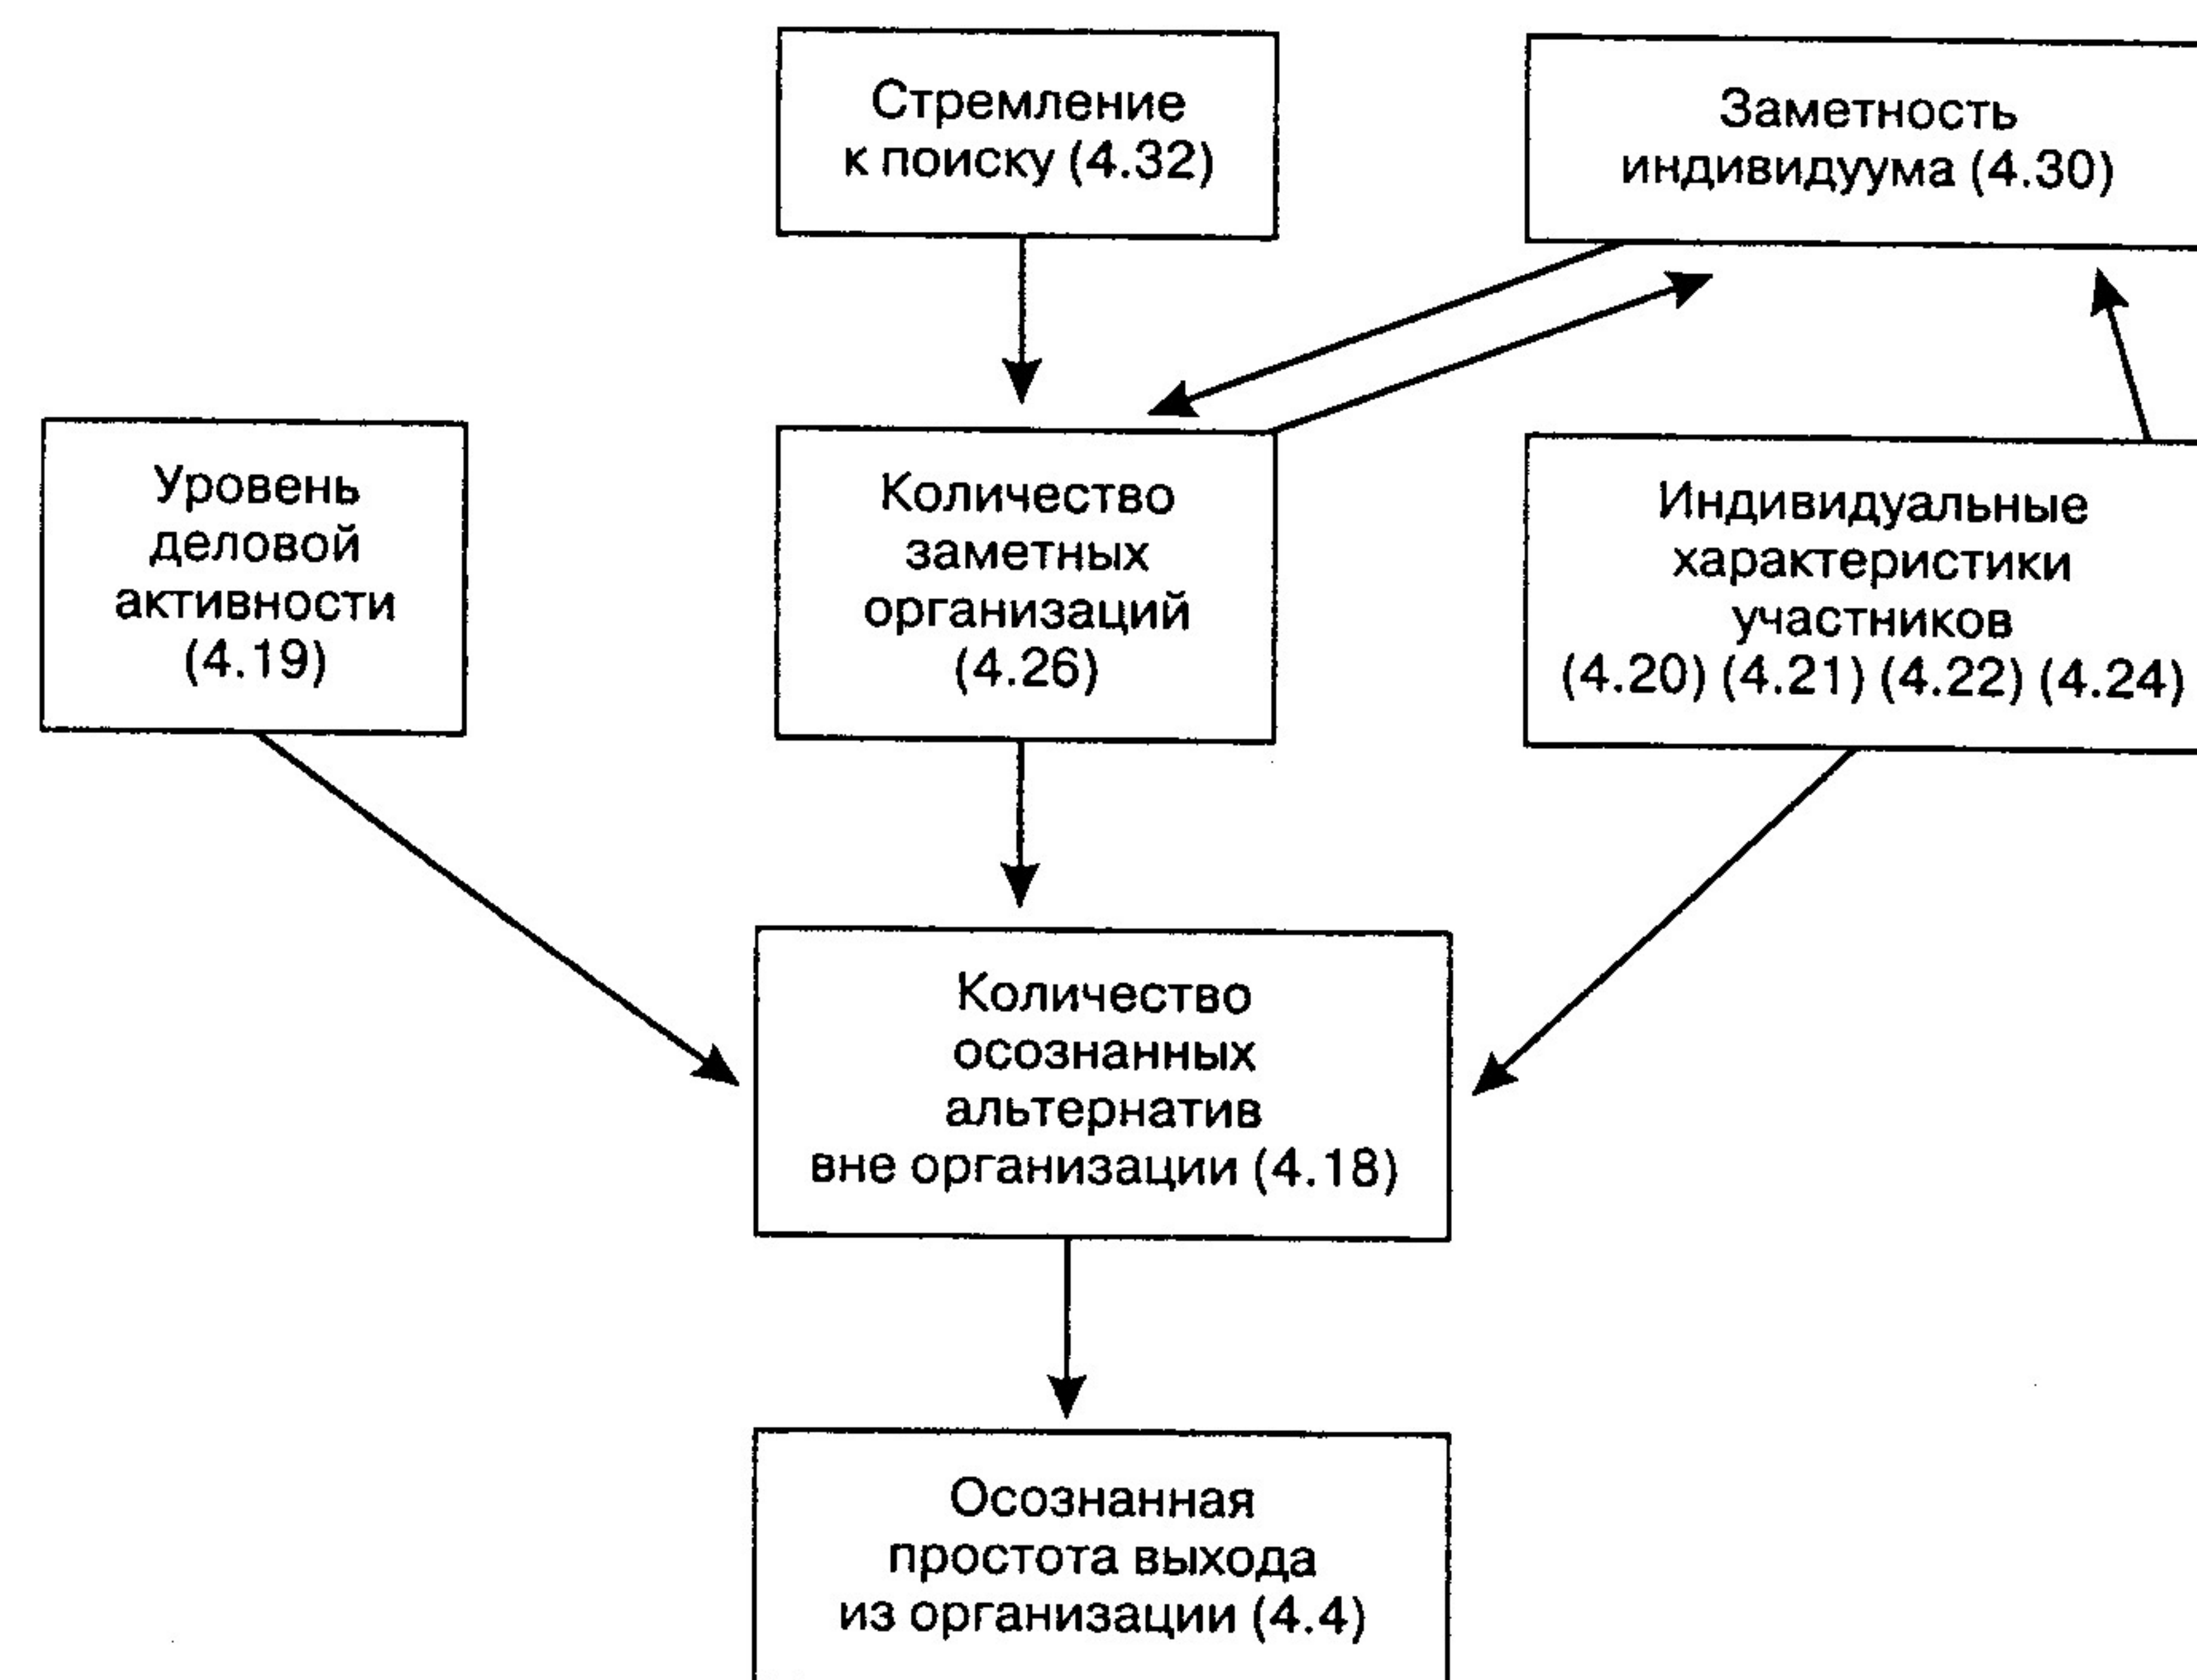 Стремление
к поиску (4.32)
Заметность
индивидуума (4.30)
Уровень
деловой
активности
(4.19)
Количество
заметных
организаций
(4.26)
Индивидуальные
характеристики
участников
(4.20) (4.21) (4.22) (4.24)
Количество
осознанных
альтернатив
вне организации (4.18)
Осознанная
простота выхода
из организации (4.4)